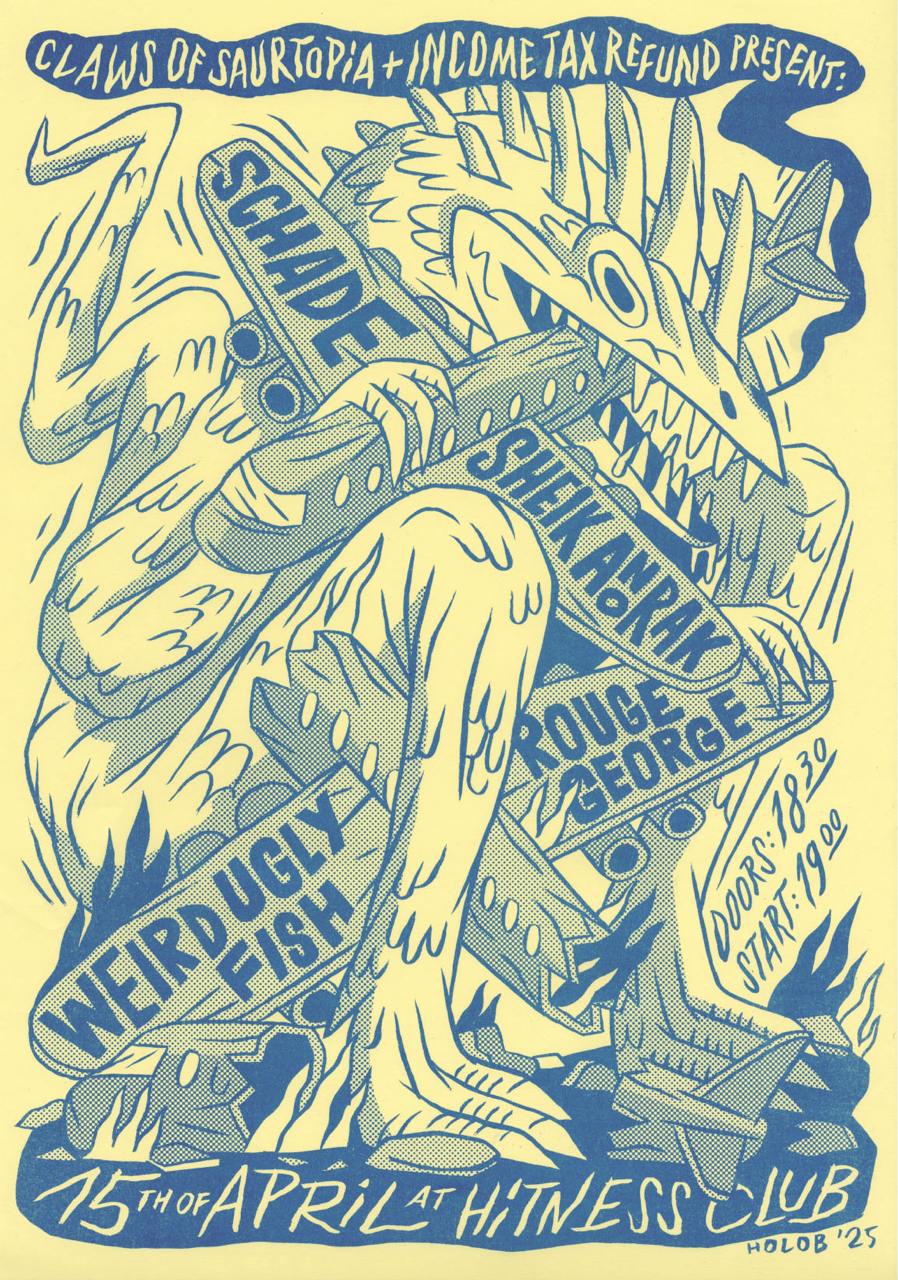 CLAWS OF SAURTOPiA + INCOME TAX REFUND PRESENT:
SCHADE
SHEIK ANORAK
ROUGE
GEORGE
WEIRD UGLY
FISH
DOORS: 18 30
START: 19 00
15TH OF APRiL AT HiTNESS CLUB
HOLOB '25